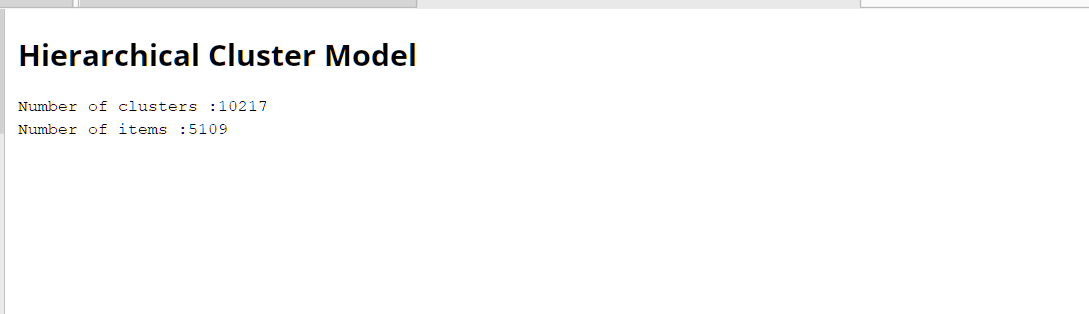 Hierarchical Cluster Model
Number of clusters :10217
Number of items :5109